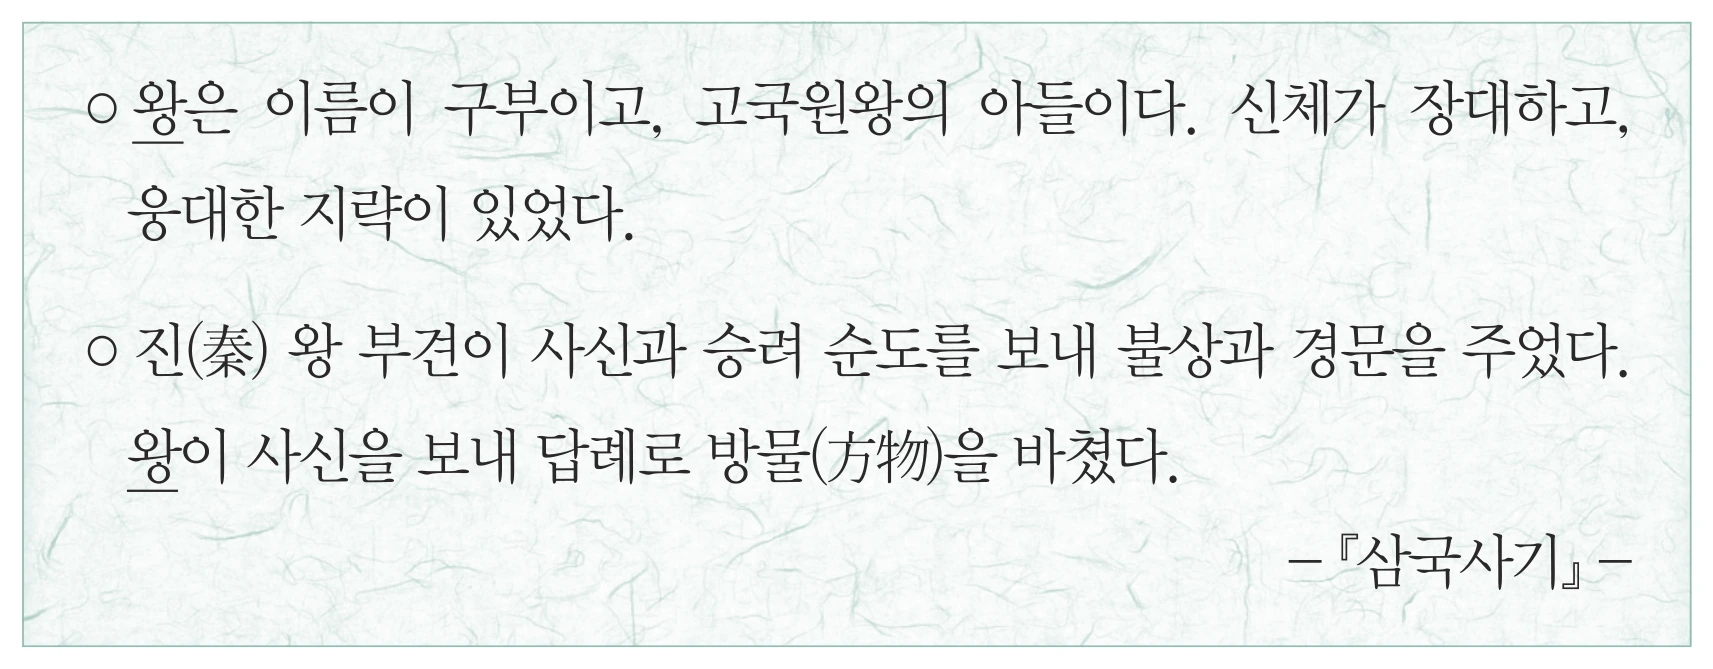 ○ 왕은 이름이 구부이고, 고국원왕의 아들이다. 신체가 장대하고,
웅대한 지략이 있었다.
○ 진(秦) 왕 부견이 사신과 승려 순도를 보내 불상과 경문을 주었다.
왕이 사신을 보내 답례로 방물(方物)을 바쳤다.
－『삼국사기』－